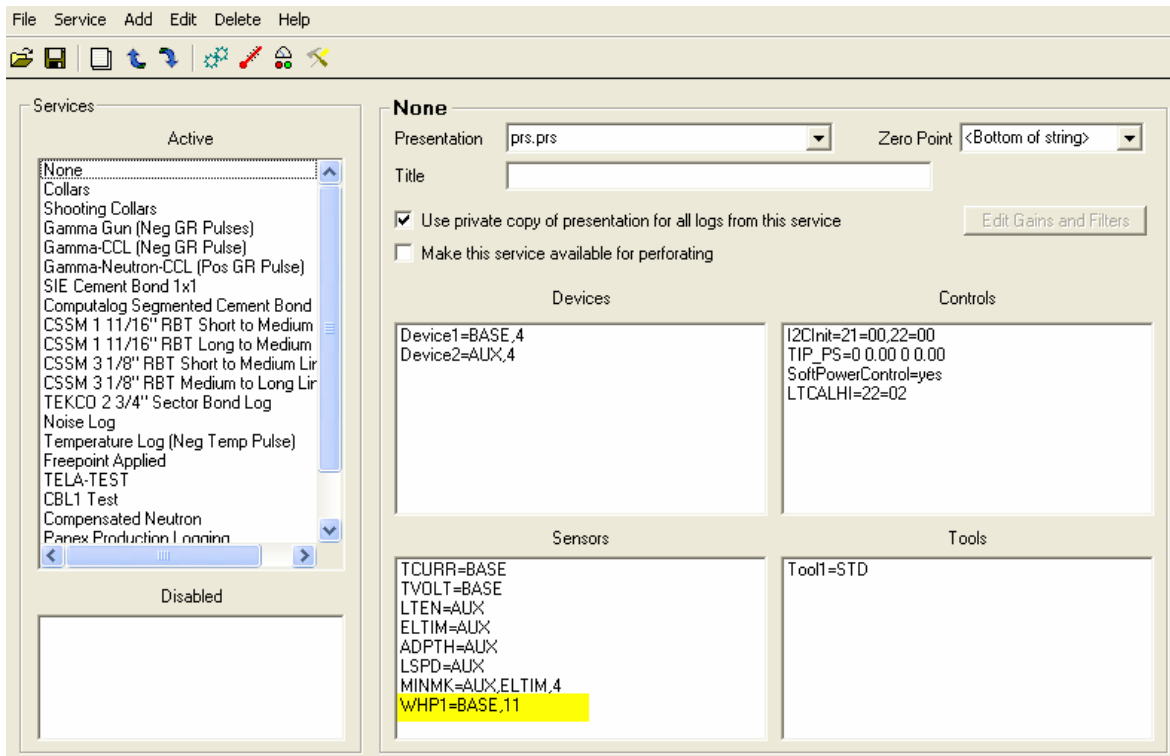 File Service Add Edit Delete Help
Services
Active
None
Collars
Shooting Collars
Gamma Gun (Neg GR Pulses)
Gamma-CCL (Neg GR Pulse)
Gamma-Neutron-CCL (Pos GR Pulse)
SIE Cement Bond 1x1
Computalog Segmented Cement Bond
CSSM 1 11/16" RBT Short to Medium
CSSM 1 11/16" RBT Long to Medium
CSSM 3 1/8" RBT Short to Medium Lir
CSSM 3 1/8" RBT Medium to Long Lir
TEKCO 2 3/4" Sector Bond Log
Noise Log
Temperature Log (Neg Temp Pulse)
Freepoint Applied
TELA-TEST
CBL1 Test
Compensated Neutron
Panex Production Logging
Disabled
None
Presentation prs.prs Zero Point <Bottom of string>
Title
Use private copy of presentation for all logs from this service
Edit Gains and Filters
Make this service available for perforating
Devices
Device1=BASE,4
Device2=AUX,4
Controls
I2CInit=21=00,22=00
TIP_PS=0 0.00 0 0.00
SoftPowerControl=yes
LTCALHI=22=02
Sensors
TCURR=BASE
TVOLT=BASE
LTEN=AUX
ELTIM=AUX
ADPTH=AUX
LSPD=AUX
MINMK=AUX,ELTIM,4
WHP1=BASE,11
Tools
Tool1=STD